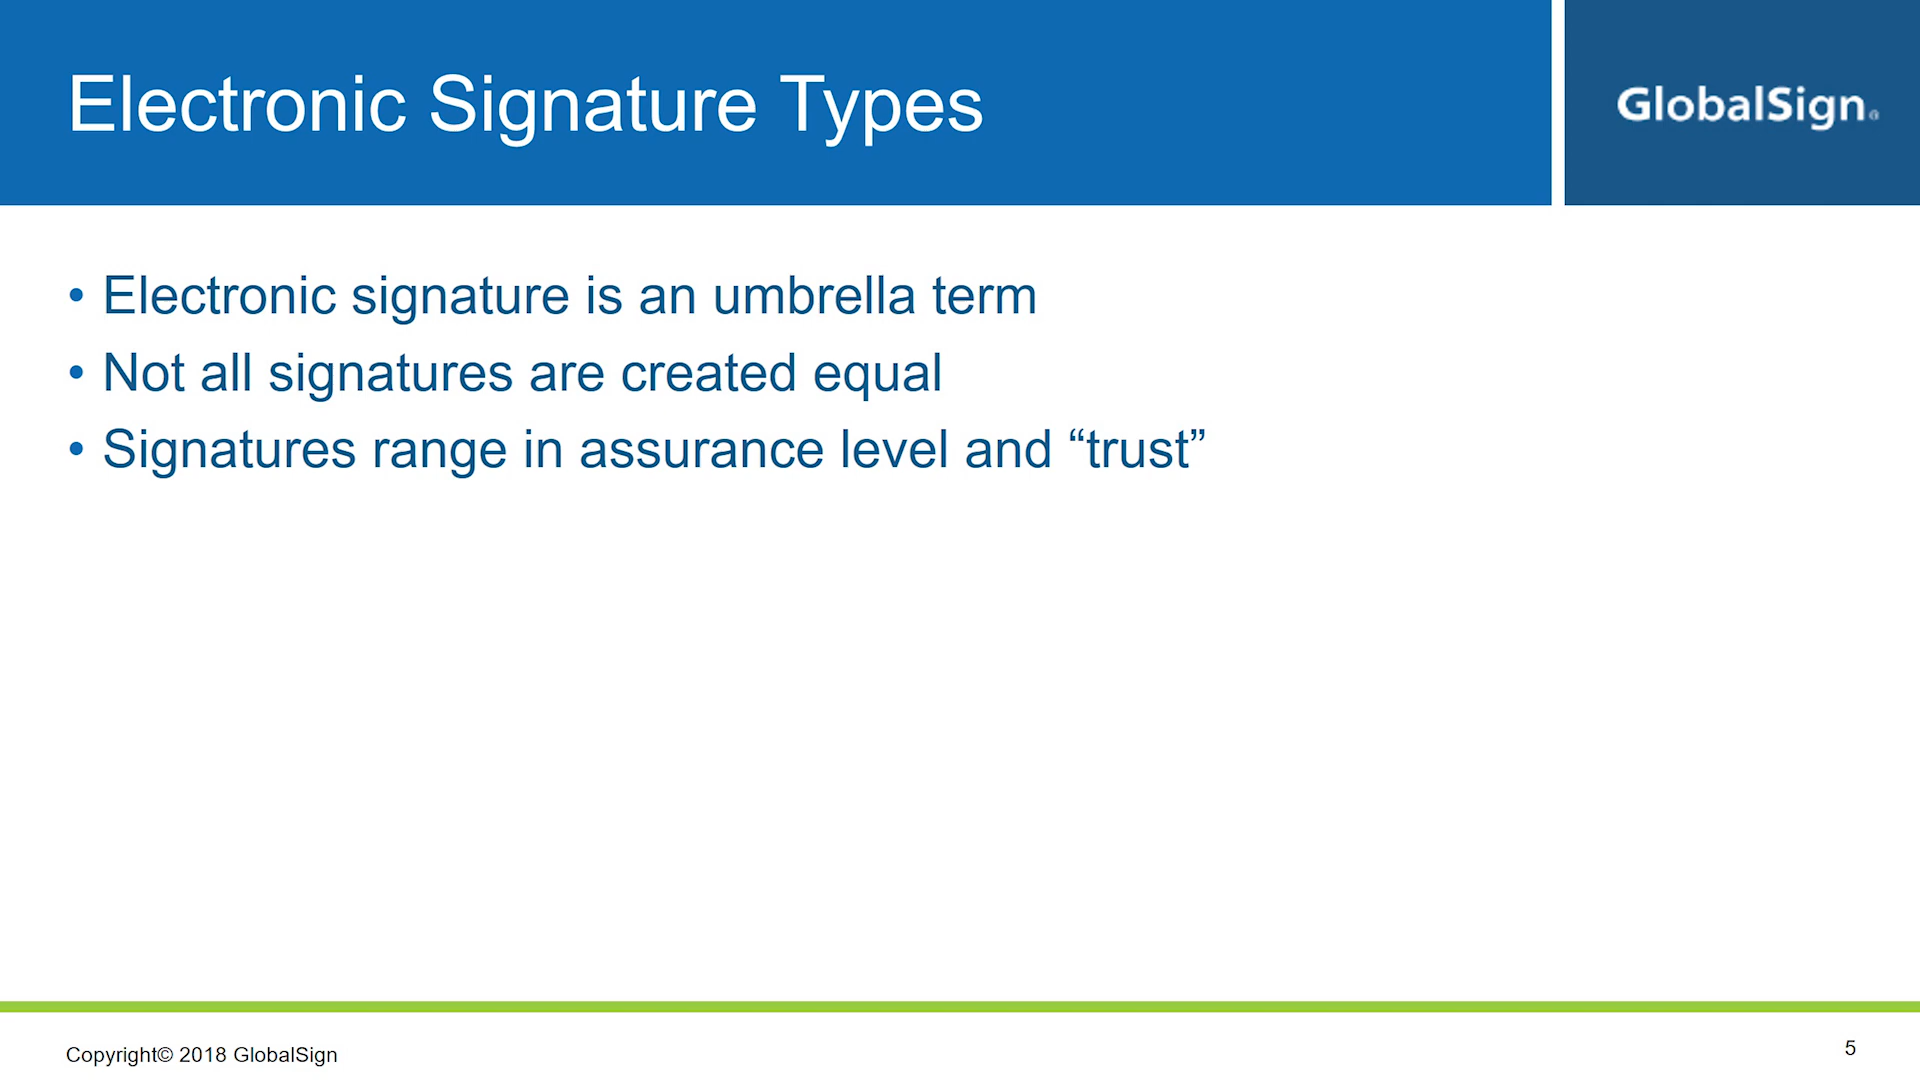 Electronic Signature Types
GlobalSign®
• Electronic signature is an umbrella term
• Not all signatures are created equal
• Signatures range in assurance level and “trust”
Copyright© 2018 GlobalSign
5